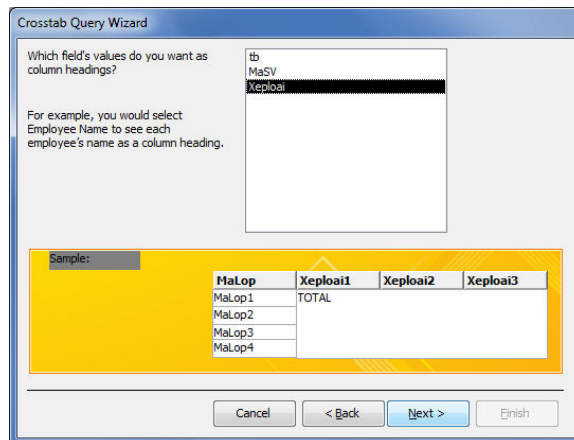 Crosstab Query Wizard
Which field's values do you want as
column headings?
For example, you would select
Employee Name to see each
employee's name as a column heading.
tb
MaSV
Xeploai
Sample:
MaLop Xeploai1 Xeploai2 Xeploai3
MaLop1 TOTAL
MaLop2
MaLop3
MaLop4
Cancel < Back Next > Finish